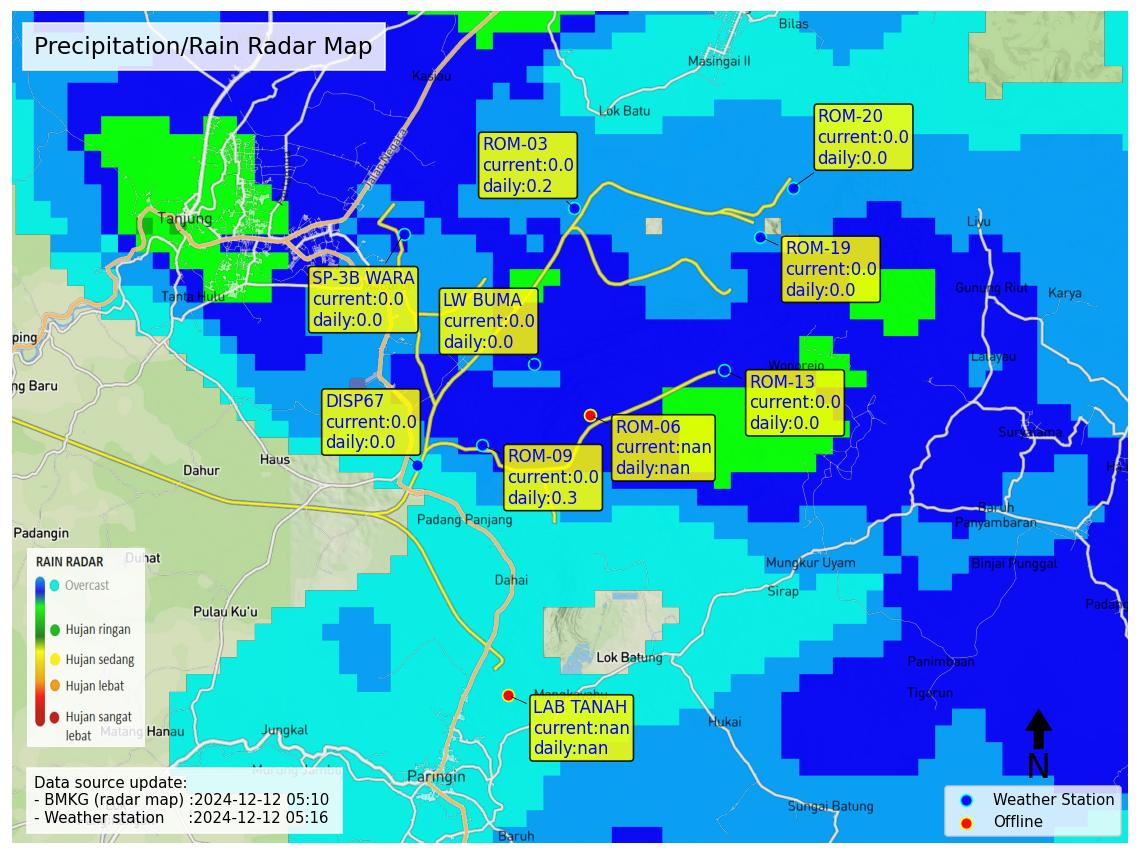 Precipitation/Rain Radar Map
Bilas
Masingai II
Kasiau
Lok Batu
ROM-20
current:0.0
daily:0.0
ROM-03
current:0.0
daily:0.2
Jalan Negara
Tanjung
Liyu
ROM-19
current:0.0
daily:0.0
SP-3B WARA
current:0.0
daily:0.0
LW BUMA
current:0.0
daily:0.0
Tanta Hulu
Gunung Riut
Karya
ping
Lalayau
Wonorejo
ng Baru
ROM-13
current:0.0
daily:0.0
DISP67
current:0.0
daily:0.0
ROM-06
current:nan
daily:nan
ROM-09
current:0.0
daily:0.3
Haus
Dahur
Padang Panjang
Baruh
Panyambaran
Padangin
Duhat
Mungkur Uyam
Binjai Punggal
Dahai
Sirap
Padang
RAIN RADAR
Overcast
Hujan ringan
Hujan sedang
Hujan lebat
Hujan sangat
lebat
Pulau Ku'u
Lok Batung
Panimbaan
Tigarun
LAB TANAH
current:nan
daily:nan
Hukai
Matang Hanau
Jungkal
Murung Jambu
Paringin
N
Data source update:
- BMKG (radar map) :2024-12-12 05:10
- Weather station :2024-12-12 05:16
Sungai Batung
Baruh
Weather Station
Offline